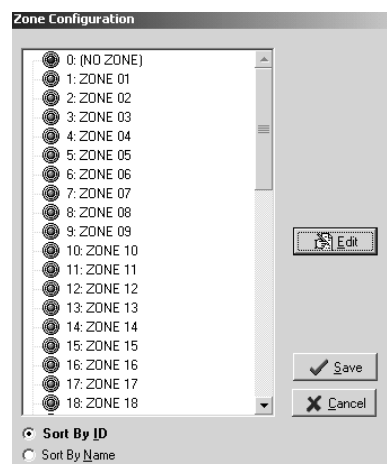 Zone Configuration
0: (NO ZONE)
1: ZONE 01
2: ZONE 02
3: ZONE 03
4: ZONE 04
5: ZONE 05
6: ZONE 06
7: ZONE 07
8: ZONE 08
9: ZONE 09
10: ZONE 10
11: ZONE 11
12: ZONE 12
13: ZONE 13
14: ZONE 14
15: ZONE 15
16: ZONE 16
17: ZONE 17
18: ZONE 18
Edit
Save
Cancel
Sort By ID
Sort By Name